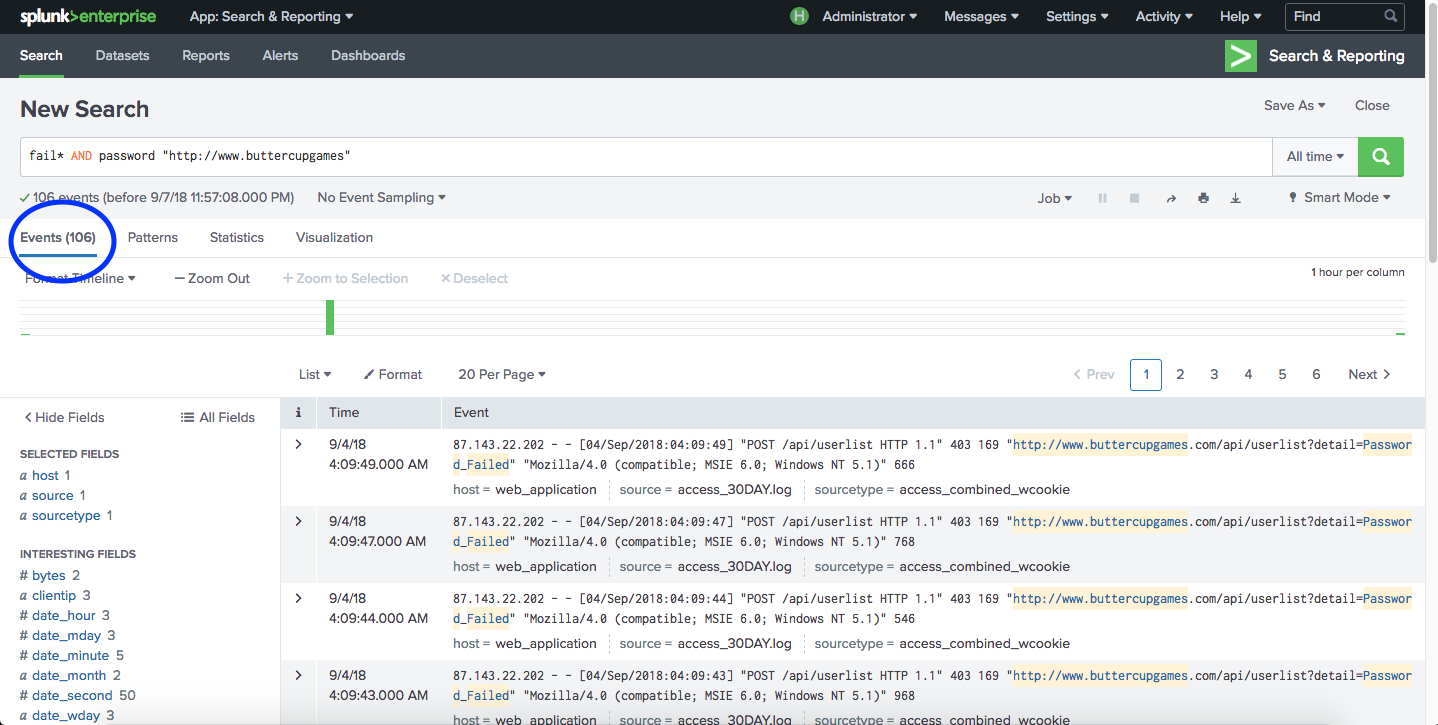 splunk>enterprise App: Search & Reporting ▾ H Administrator ▾ Messages ▾ Settings ▾ Activity ▾ Help ▾ Find
Search Datasets Reports Alerts Dashboards > Search & Reporting
New Search Save As ▾ Close
fail* AND password "http://www.buttercupgames" All time ▾
✓ 106 events (before 9/7/18 11:57:08.000 PM) No Event Sampling ▾ Job ▾ Smart Mode ▾
Events (106) Patterns Statistics Visualization
Format Timeline ▾ — Zoom Out + Zoom to Selection × Deselect 1 hour per column
List ▾ Format 20 Per Page ▾ < Prev 1 2 3 4 5 6 Next >
< Hide Fields All Fields
i Time Event
SELECTED FIELDS
a host 1
a source 1
a sourcetype 1
INTERESTING FIELDS
# bytes 2
a clientip 3
# date_hour 3
# date_mday 3
# date_minute 5
a date_month 2
# date_second 50
a date_wday 3
> 9/4/18 87.143.22.202 - - [04/Sep/2018:04:09:49] "POST /api/userlist HTTP 1.1" 403 169 "http://www.buttercupgames.com/api/userlist?detail=Passwor
4:09:49.000 AM d_Failed" "Mozilla/4.0 (compatible; MSIE 6.0; Windows NT 5.1)" 666
host = web_application source = access_30DAY.log sourcetype = access_combined_wcookie
> 9/4/18 87.143.22.202 - - [04/Sep/2018:04:09:47] "POST /api/userlist HTTP 1.1" 403 169 "http://www.buttercupgames.com/api/userlist?detail=Passwor
4:09:47.000 AM d_Failed" "Mozilla/4.0 (compatible; MSIE 6.0; Windows NT 5.1)" 768
host = web_application source = access_30DAY.log sourcetype = access_combined_wcookie
> 9/4/18 87.143.22.202 - - [04/Sep/2018:04:09:44] "POST /api/userlist HTTP 1.1" 403 169 "http://www.buttercupgames.com/api/userlist?detail=Passwor
4:09:44.000 AM d_Failed" "Mozilla/4.0 (compatible; MSIE 6.0; Windows NT 5.1)" 546
host = web_application source = access_30DAY.log sourcetype = access_combined_wcookie
> 9/4/18 87.143.22.202 - - [04/Sep/2018:04:09:43] "POST /api/userlist HTTP 1.1" 403 169 "http://www.buttercupgames.com/api/userlist?detail=Passwor
4:09:43.000 AM d_Failed" "Mozilla/4.0 (compatible; MSIE 6.0; Windows NT 5.1)" 968
host = web_application source = access_30DAY.log sourcetype = access_combined_wcookie